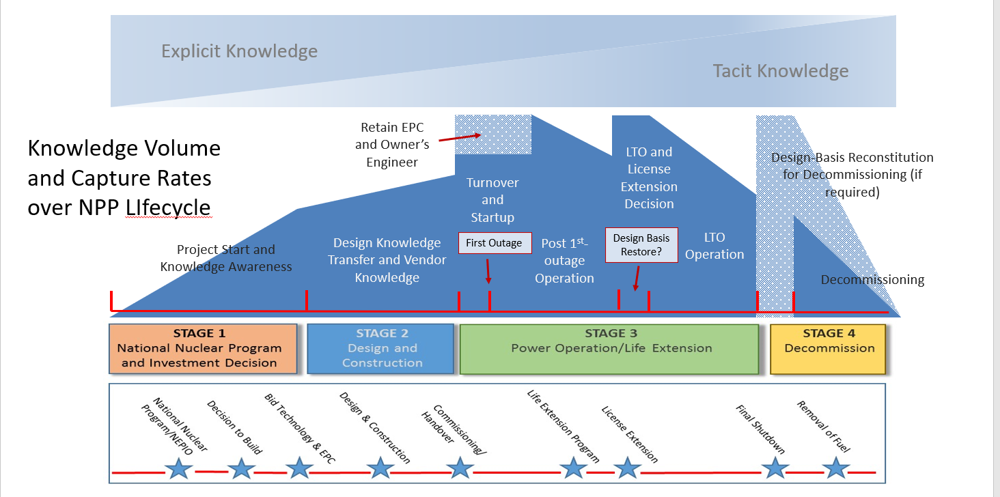 Explicit Knowledge
Tacit Knowledge
Knowledge Volume
and Capture Rates
over NPP LIfecycle
Retain EPC
and Owner's
Engineer
Project Start and
Knowledge Awareness
Design Knowledge
Transfer and Vendor
Knowledge
Turnover
and
Startup
First Outage
Post 1st-
outage
Operation
LTO and
License
Extension
Decision
Design Basis
Restore?
LTO
Operation
Design-Basis Reconstitution
for Decommissioning (if
required)
Decommissioning
STAGE 1
National Nuclear Program
and Investment Decision
STAGE 2
Design and
Construction
STAGE 3
Power Operation/Life Extension
STAGE 4
Decommission
National Nuclear
Program/NEPIO
Decision to Build
Bid Technology & EPC
Design & Construction
Commissioning/
Handover
Life Extension Program
License Extension
Final Shutdown
Removal of Fuel